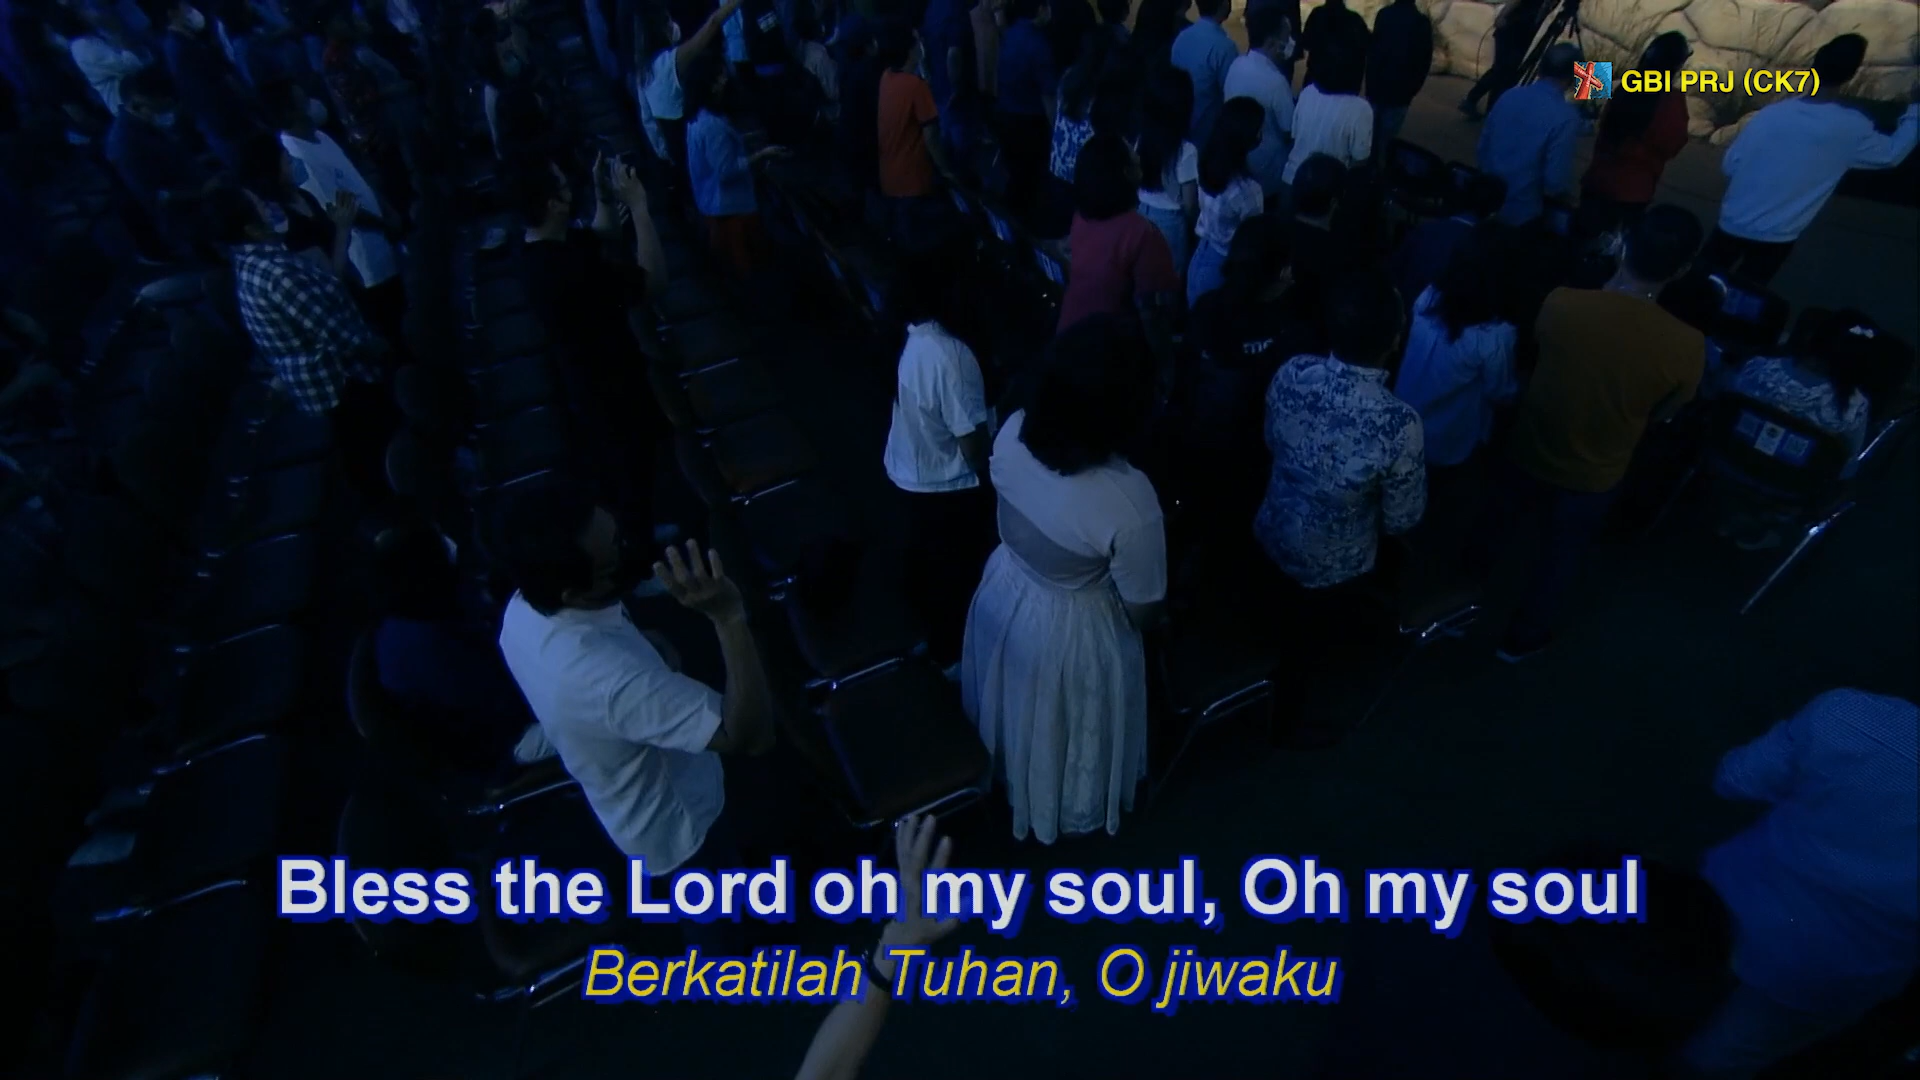 GBI PRJ (CK7)
Bless the Lord oh my soul, Oh my soul
Berkatilah Tuhan, O jiwaku